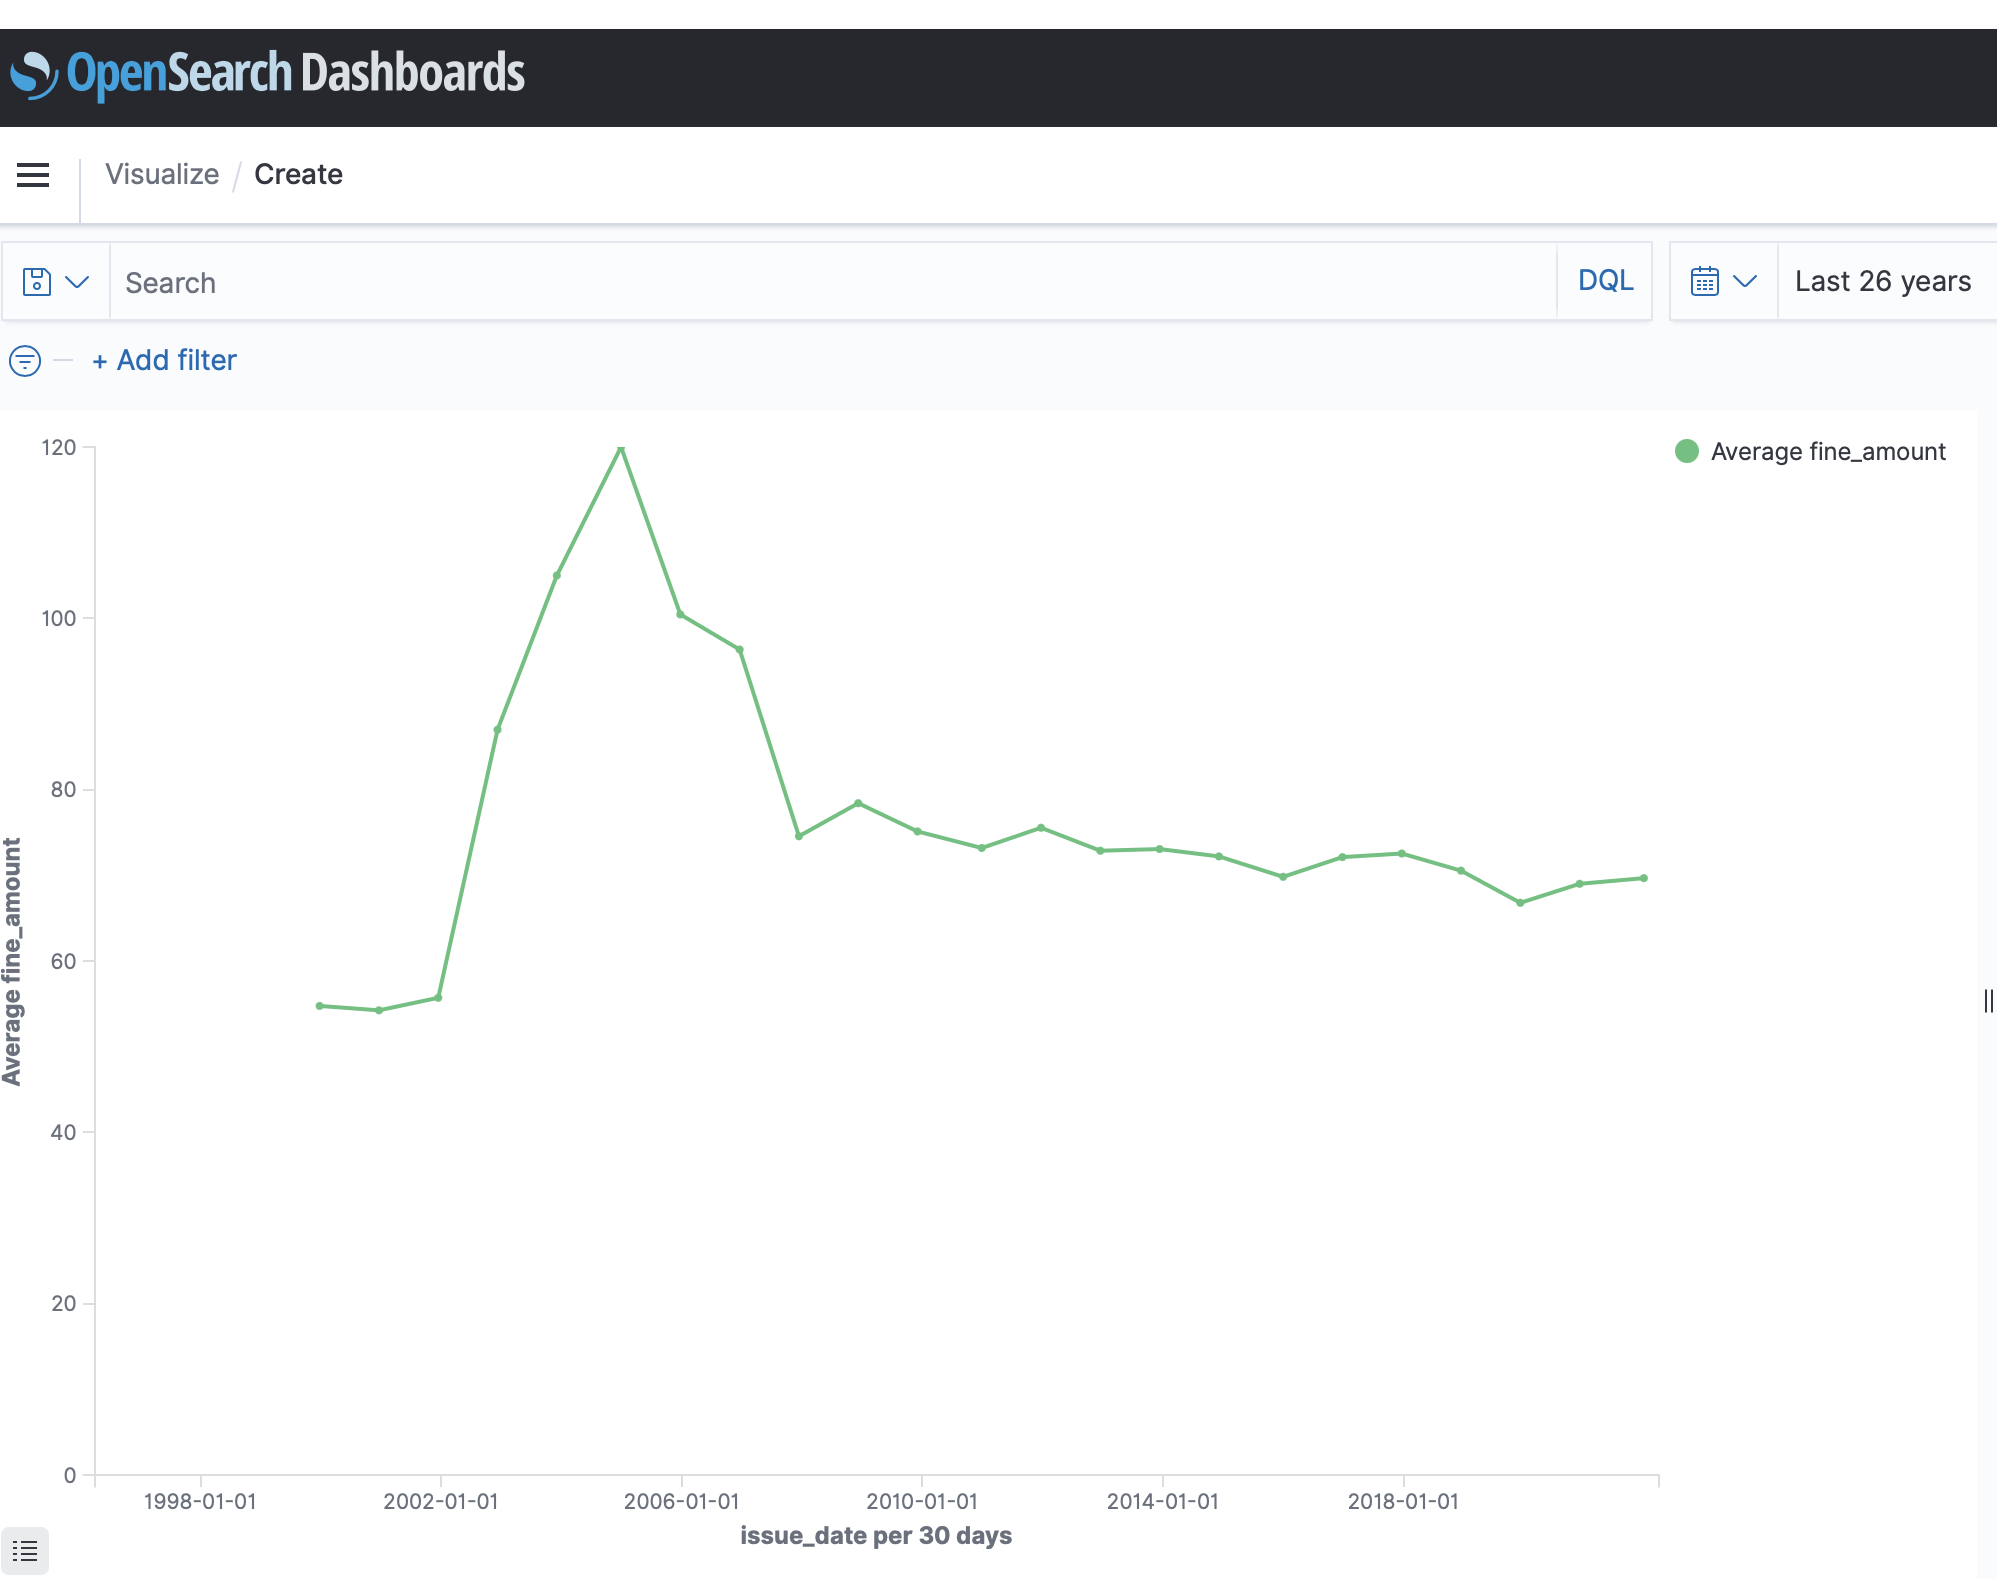 OpenSearch Dashboards
Visualize / Create
Search
DQL
Last 26 years
+ Add filter
Average fine_amount
120
100
80
60
40
20
0
Average fine_amount
1998-01-01
2002-01-01
2006-01-01
2010-01-01
2014-01-01
2018-01-01
issue_date per 30 days